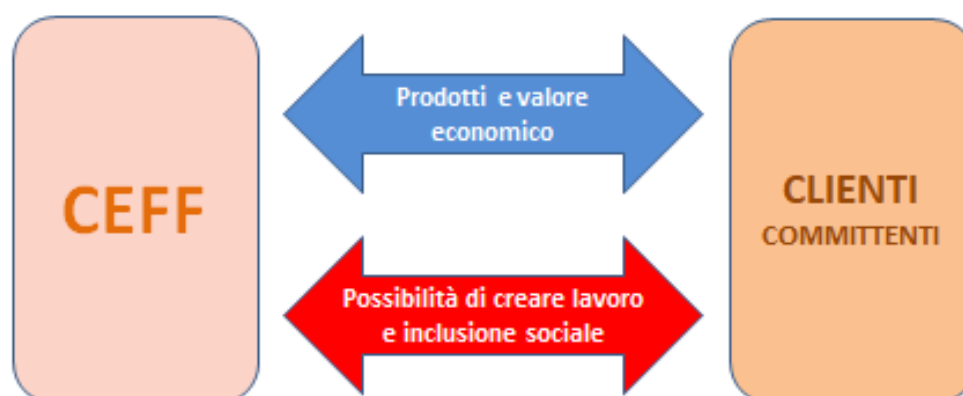 CEFF
Prodotti e valore
economico
Possibilità di creare lavoro
e inclusione sociale
CLIENTI
COMMITTENTI